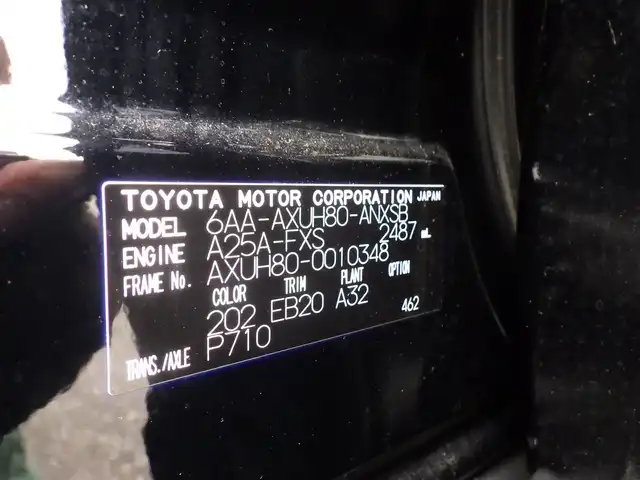 TOYOTA MOTOR CORPORATION JAPAN
MODEL 6AA-AXUH80-ANXSB
ENGINE A25A-FXS 2487 mL
FRAME No. AXUH80-0010348
COLOR TRIM PLANT OPTION
202 EB20 A32 462
TRANS./AXLE P710